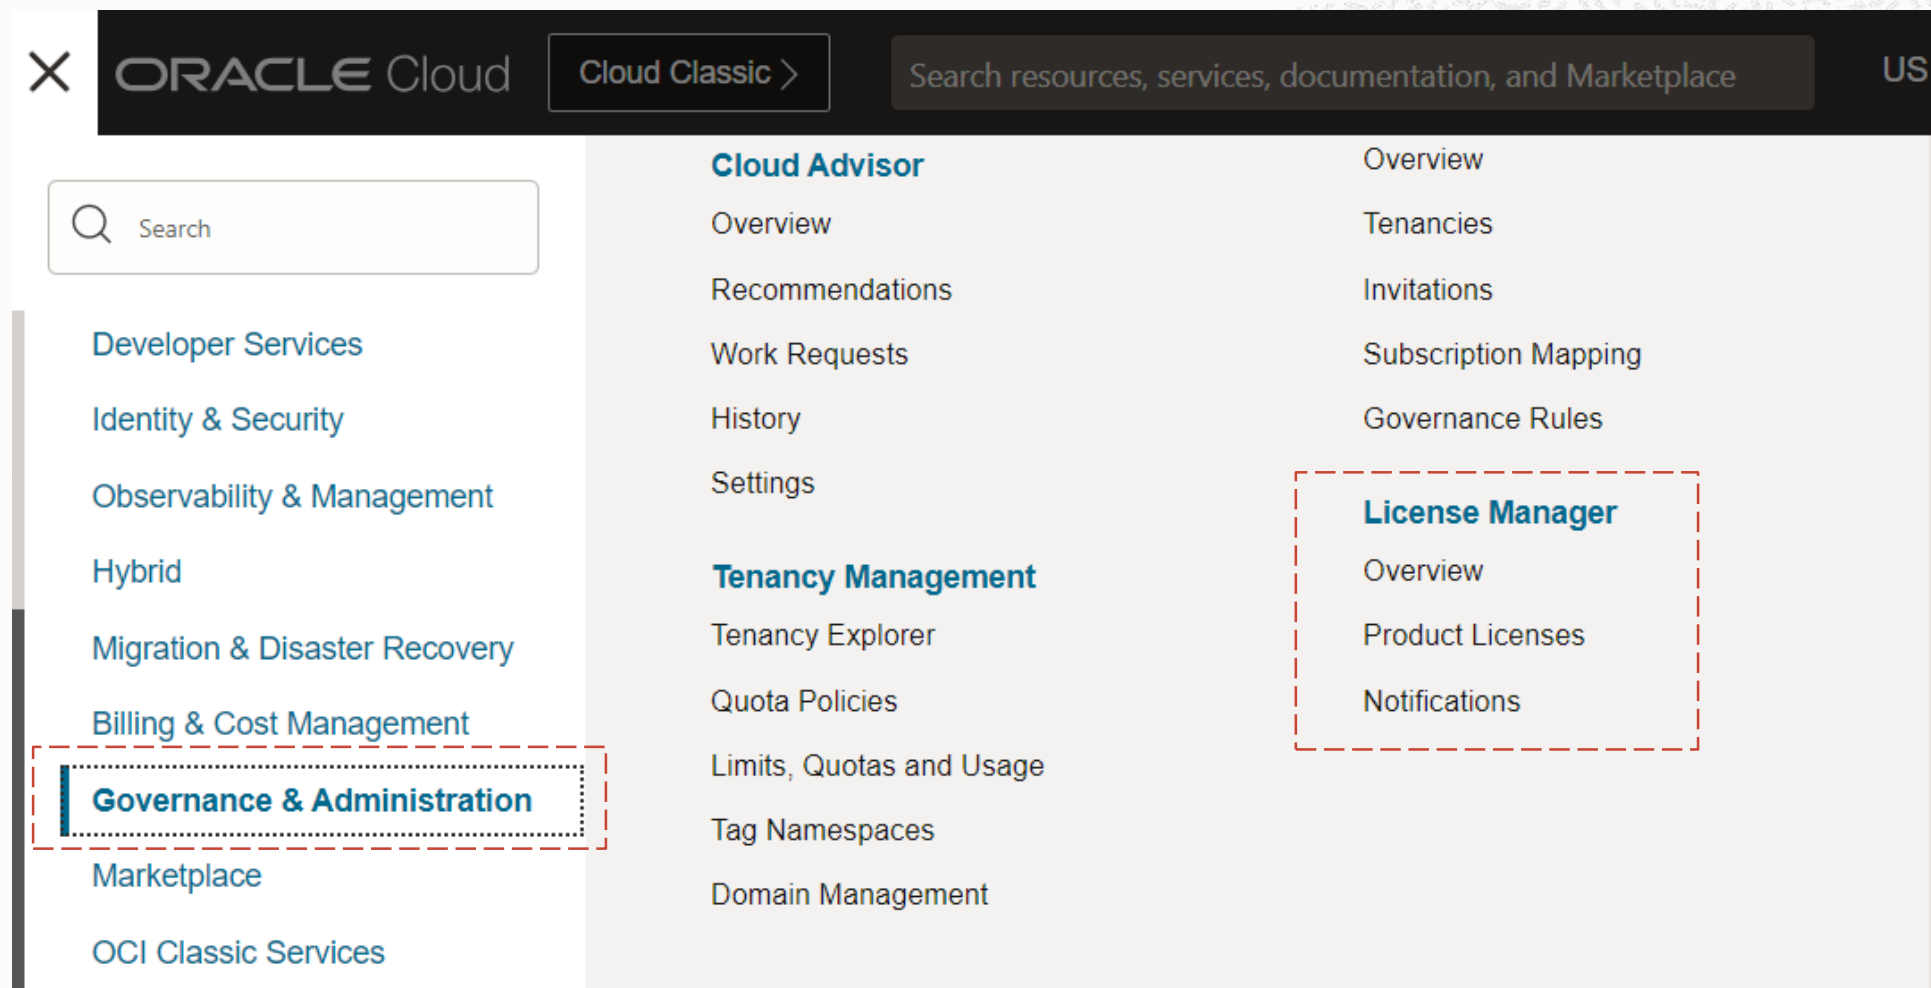 ORACLE Cloud
Cloud Classic
Search resources, services, documentation, and Marketplace
US
Search
Developer Services
Identity & Security
Observability & Management
Hybrid
Migration & Disaster Recovery
Billing & Cost Management
Governance & Administration
Marketplace
OCI Classic Services
Cloud Advisor
Overview
Recommendations
Work Requests
History
Settings
Tenancy Management
Tenancy Explorer
Quota Policies
Limits, Quotas and Usage
Tag Namespaces
Domain Management
Overview
Tenancies
Invitations
Subscription Mapping
Governance Rules
License Manager
Overview
Product Licenses
Notifications